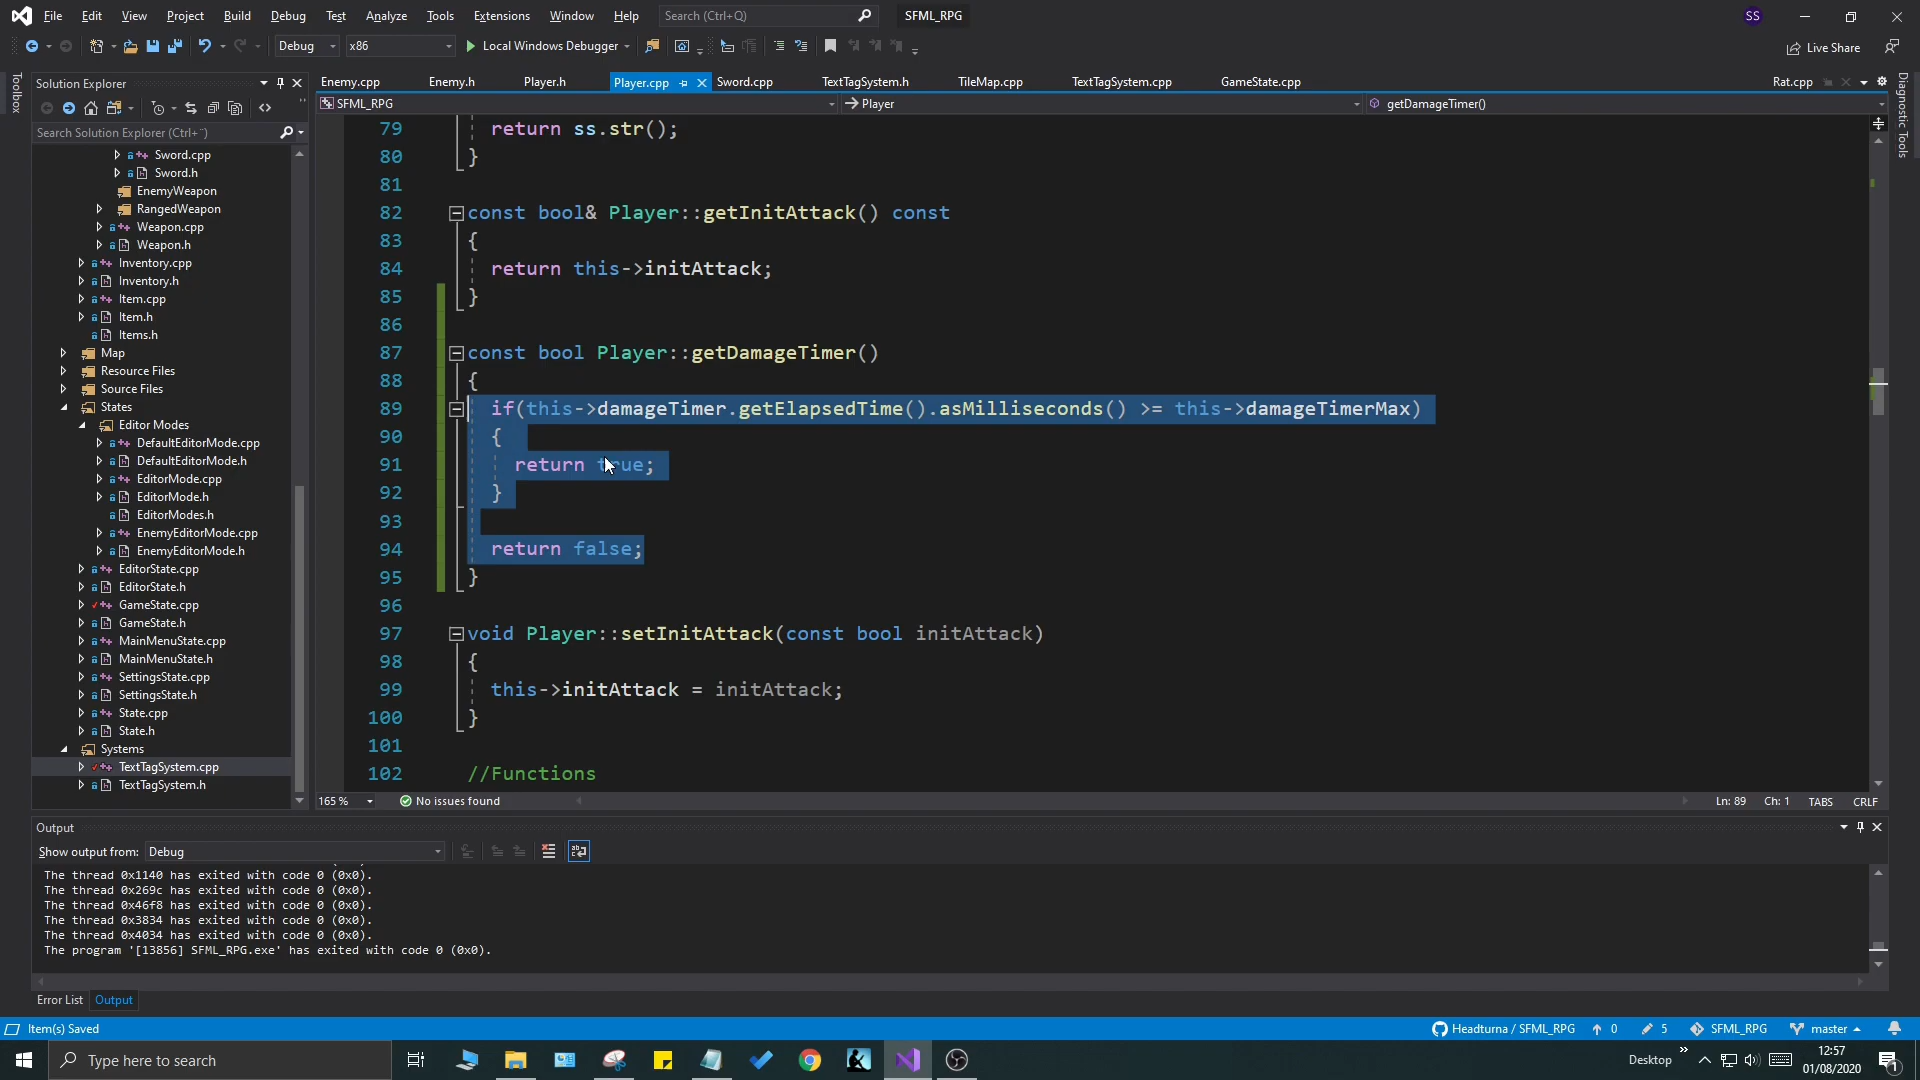 File Edit View Project Build Debug Test Analyze Tools Extensions Window Help Search (Ctrl+Q) SFML_RPG SS
Debug x86 Local Windows Debugger Live Share
Toolbox
Solution Explorer
Search Solution Explorer (Ctrl+¨)
Sword.cpp
Sword.h
EnemyWeapon
RangedWeapon
Weapon.cpp
Weapon.h
Inventory.cpp
Inventory.h
Item.cpp
Item.h
Items.h
Map
Resource Files
Source Files
States
Editor Modes
DefaultEditorMode.cpp
DefaultEditorMode.h
EditorMode.cpp
EditorMode.h
EditorModes.h
EnemyEditorMode.cpp
EnemyEditorMode.h
EditorState.cpp
EditorState.h
GameState.cpp
GameState.h
MainMenuState.cpp
MainMenuState.h
SettingsState.cpp
SettingsState.h
State.cpp
State.h
Systems
TextTagSystem.cpp
TextTagSystem.h
Enemy.cpp Enemy.h Player.h Player.cpp Sword.cpp TextTagSystem.h TileMap.cpp TextTagSystem.cpp GameState.cpp Rat.cpp
SFML_RPG Player getDamageTimer()
79 return ss.str();
80 }
81
82 const bool& Player::getInitAttack() const
83 {
84 return this->initAttack;
85 }
86
87 const bool Player::getDamageTimer()
88 {
89 if(this->damageTimer.getElapsedTime().asMilliseconds() >= this->damageTimerMax)
90 {
91 return true;
92 }
93
94 return false;
95 }
96
97 void Player::setInitAttack(const bool initAttack)
98 {
99 this->initAttack = initAttack;
100 }
101
102 //Functions
165 % No issues found Ln: 89 Ch: 1 TABS CRLF
Diagnostic Tools
Output
Show output from: Debug
The thread 0x1140 has exited with code 0 (0x0).
The thread 0x269c has exited with code 0 (0x0).
The thread 0x46f8 has exited with code 0 (0x0).
The thread 0x3834 has exited with code 0 (0x0).
The thread 0x4034 has exited with code 0 (0x0).
The program '[13856] SFML_RPG.exe' has exited with code 0 (0x0).
Error List Output
Item(s) Saved Headturna / SFML_RPG 0 5 SFML_RPG master
Type here to search Desktop 12:57
01/08/2020 1